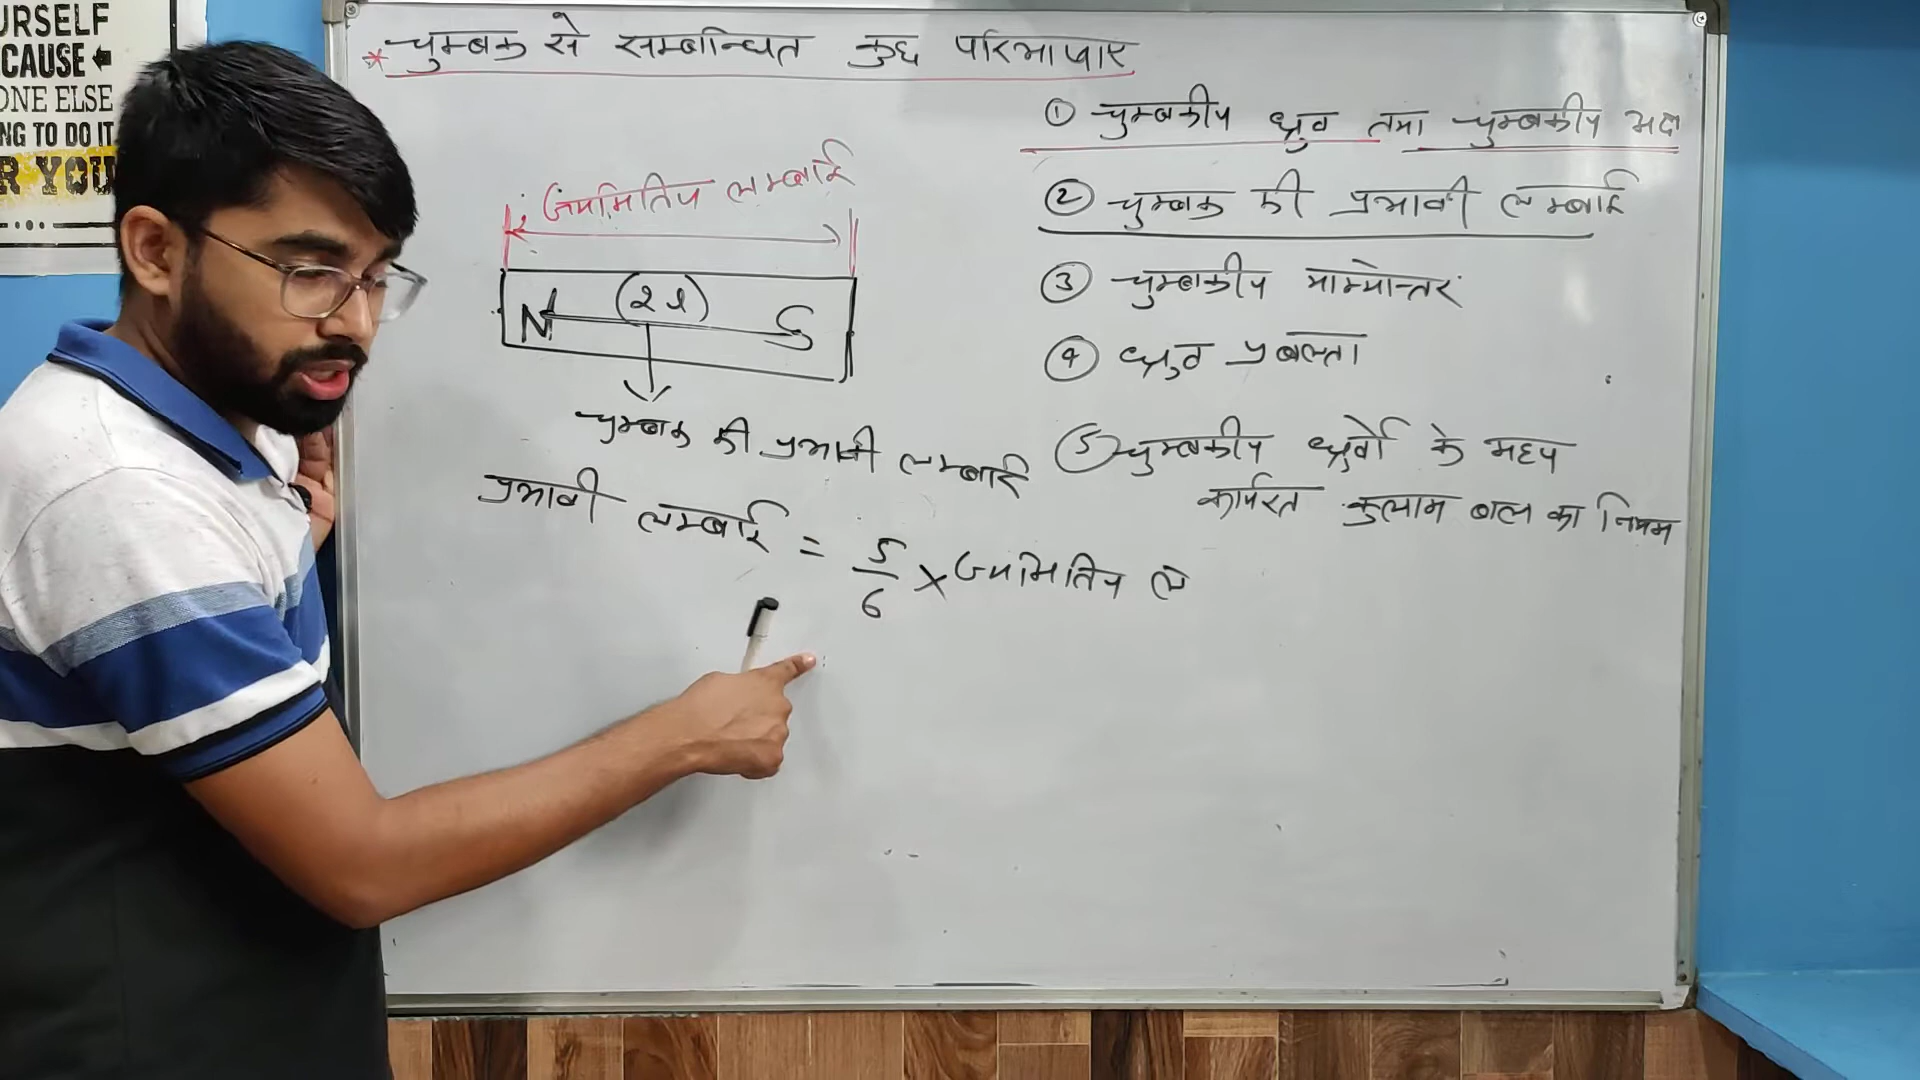 URSELF
CAUSE
ONE ELSE
NG TO DO IT
R YOU
* चुम्बक से सम्बन्धित कुछ परिभाषाए
ज्यामितिय लम्बाई
N (2l) S
चुम्बक की प्रभावी लम्बाई
प्रभावी लम्बाई = 5/6 × ज्यामितिय ल
① चुम्बकीय ध्रुव तथा चुम्बकीय अक्ष
② चुम्बक की प्रभावी लम्बाई
③ चुम्बकीय याम्योन्तर
④ ध्रुव प्रबलता
⑤ चुम्बकीय ध्रुवों के मध्य
कार्यरत कुलाम बल का नियम